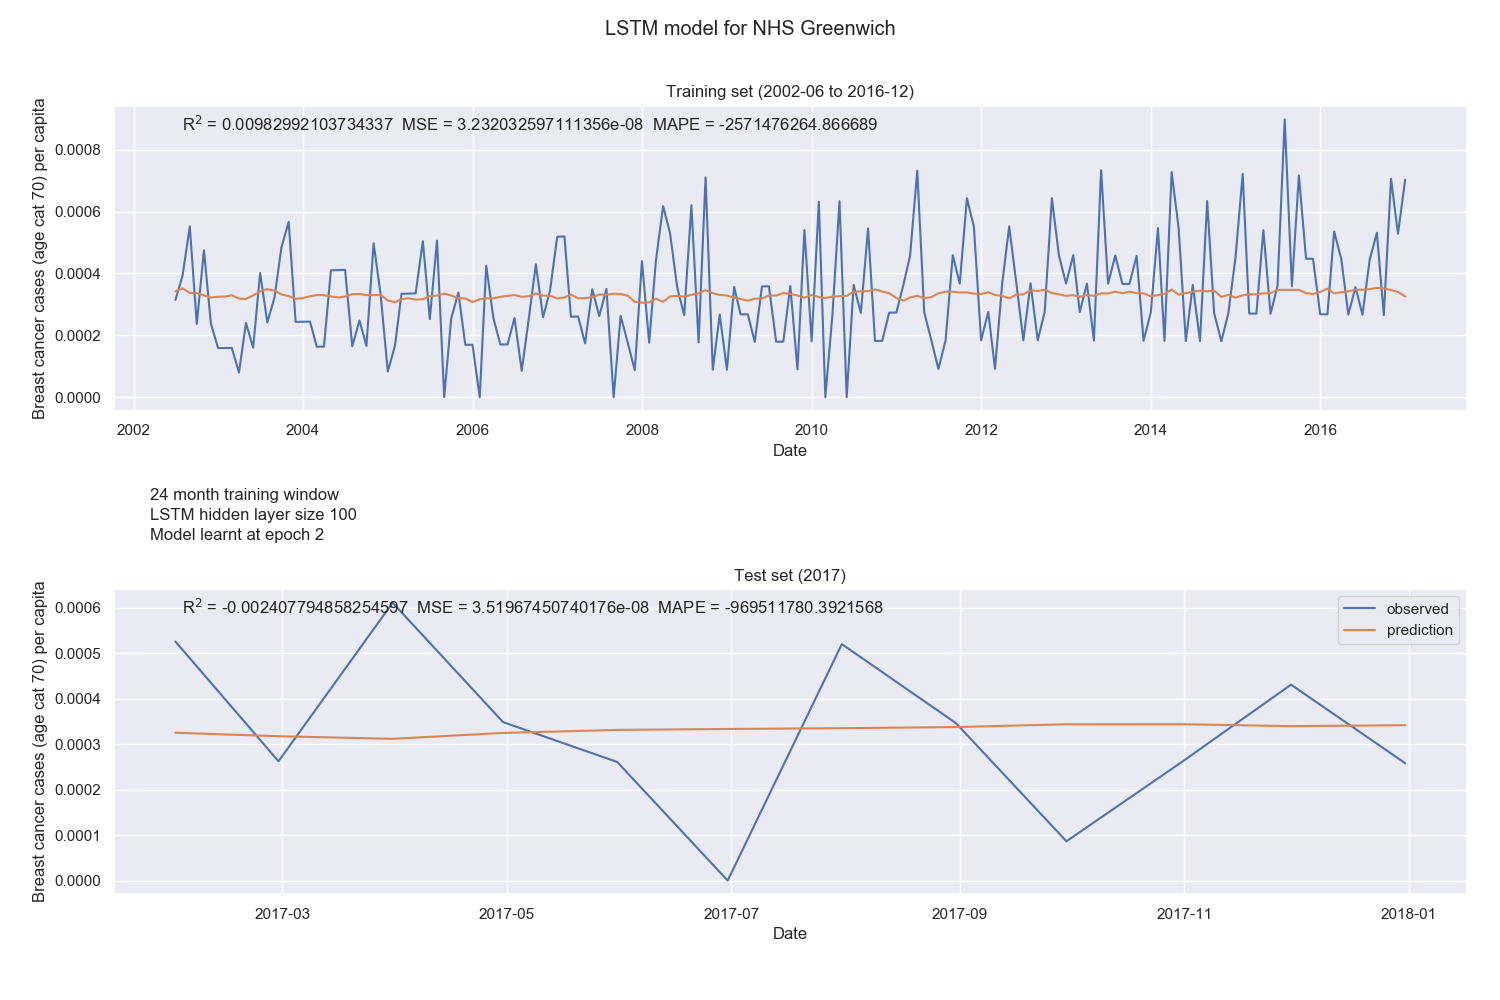 LSTM model for NHS Greenwich
Training set (2002-06 to 2016-12)
R² = 0.00982992103734337 MSE = 3.232032597111356e-08 MAPE = -2571476264.866689
Breast cancer cases (age cat 70) per capita
0.0008
0.0006
0.0004
0.0002
0.0000
2002 2004 2006 2008 2010 2012 2014 2016
Date
24 month training window
LSTM hidden layer size 100
Model learnt at epoch 2
Test set (2017)
R² = -0.002407794858254597 MSE = 3.51967450740176e-08 MAPE = -969511780.3921568
observed
prediction
Breast cancer cases (age cat 70) per capita
0.0006
0.0005
0.0004
0.0003
0.0002
0.0001
0.0000
2017-03 2017-05 2017-07 2017-09 2017-11 2018-01
Date